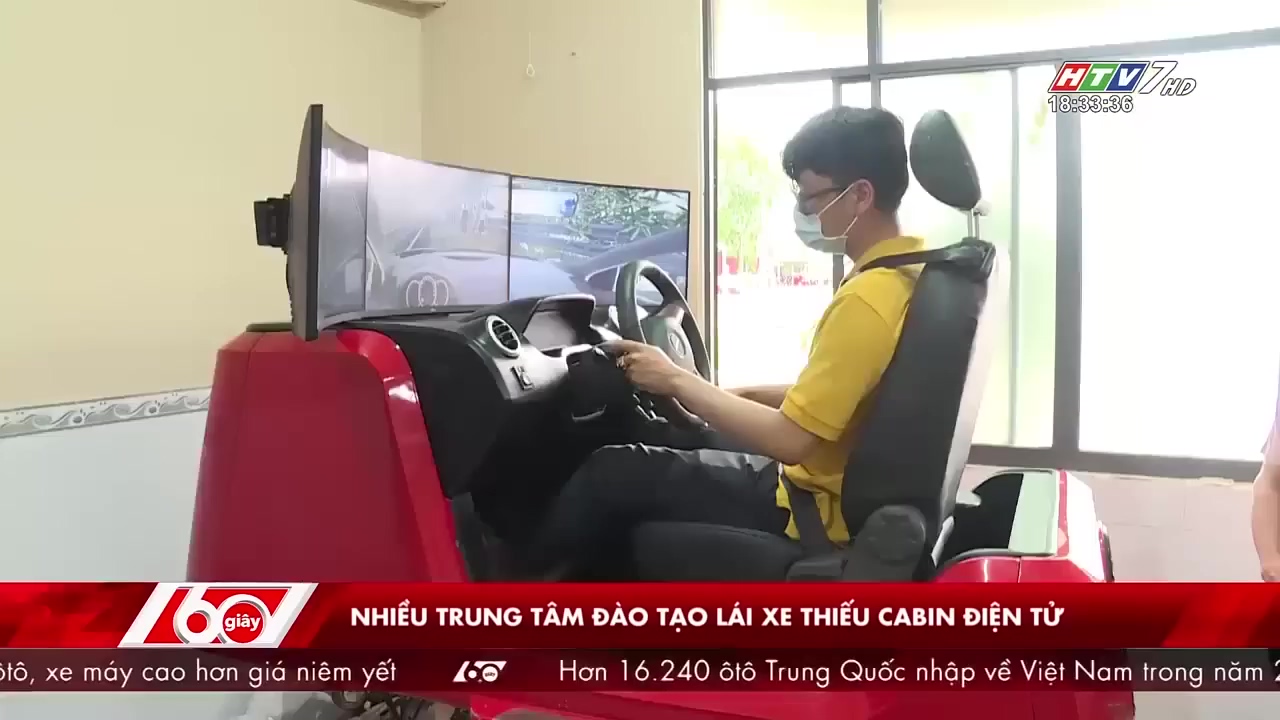 HTV7 HD
18:33:36
60 giây
NHIỀU TRUNG TÂM ĐÀO TẠO LÁI XE THIẾU CABIN ĐIỆN TỬ
ôtô, xe máy cao hơn giá niêm yết 60 giây Hơn 16.240 ôtô Trung Quốc nhập về Việt Nam trong năm